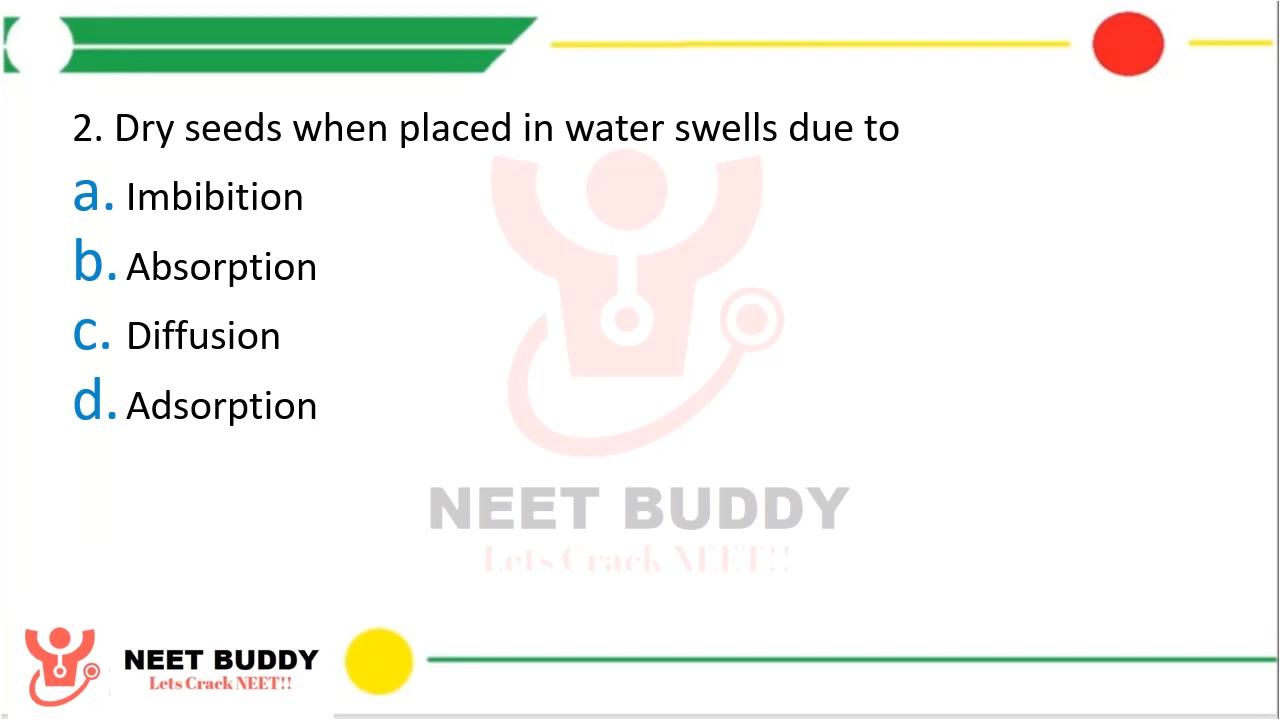 2. Dry seeds when placed in water swells due to
a. Imbibition
b. Absorption
c. Diffusion
d. Adsorption
NEET BUDDY
Lets Crack NEET!!
NEET BUDDY
Lets Crack NEET!!